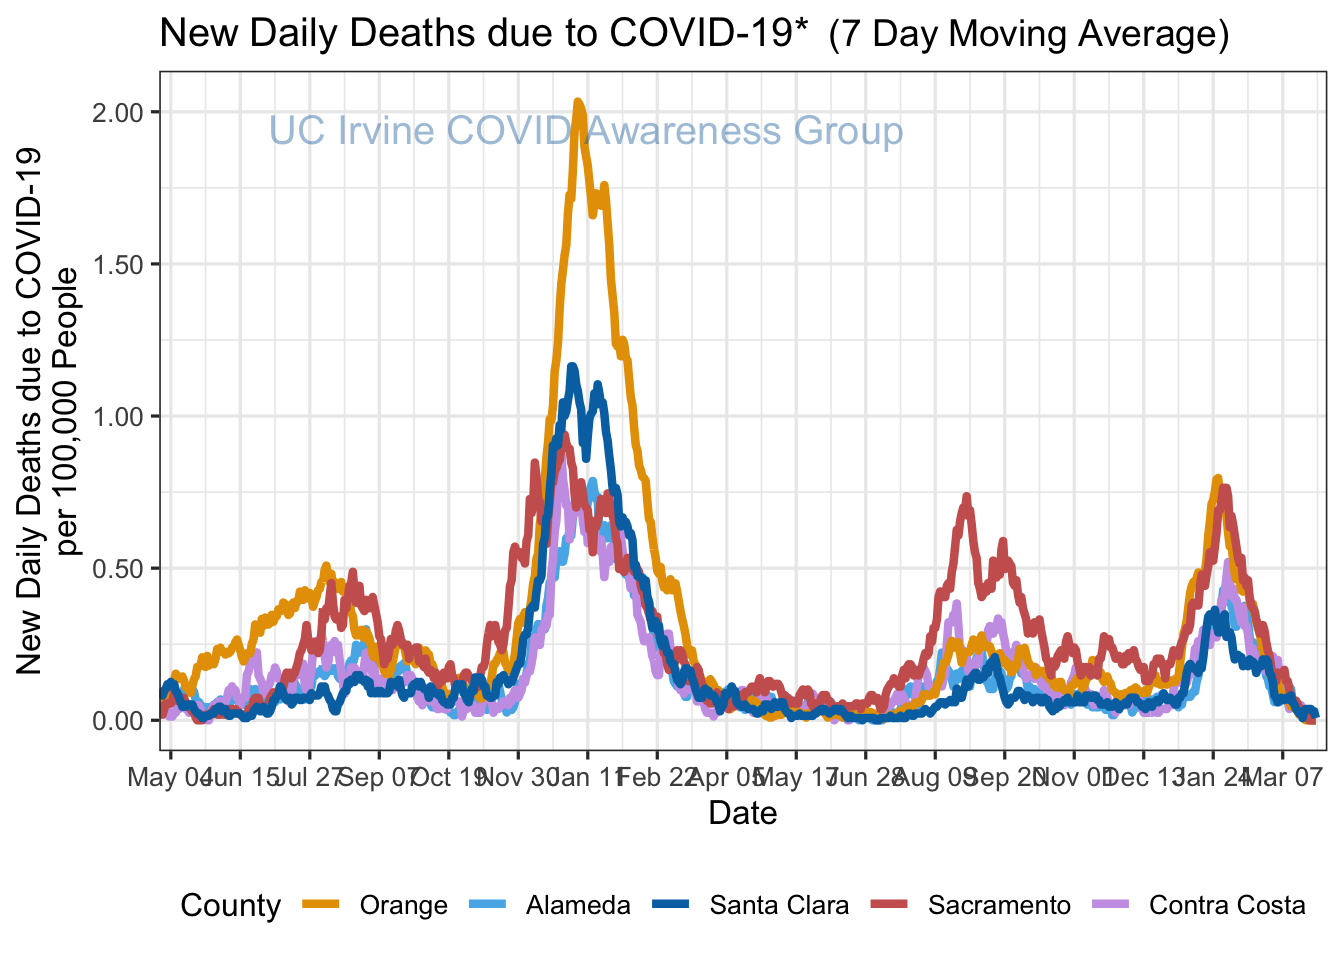 New Daily Deaths due to COVID-19* (7 Day Moving Average)
UC Irvine COVID Awareness Group
New Daily Deaths due to COVID-19
per 100,000 People
2.00
1.50
1.00
0.50
0.00
May 04 Jun 15 Jul 27 Sep 07 Oct 19 Nov 30 Jan 11 Feb 22 Apr 05 May 17 Jun 28 Aug 09 Sep 20 Nov 01 Dec 13 Jan 24 Mar 07
Date
County Orange Alameda Santa Clara Sacramento Contra Costa